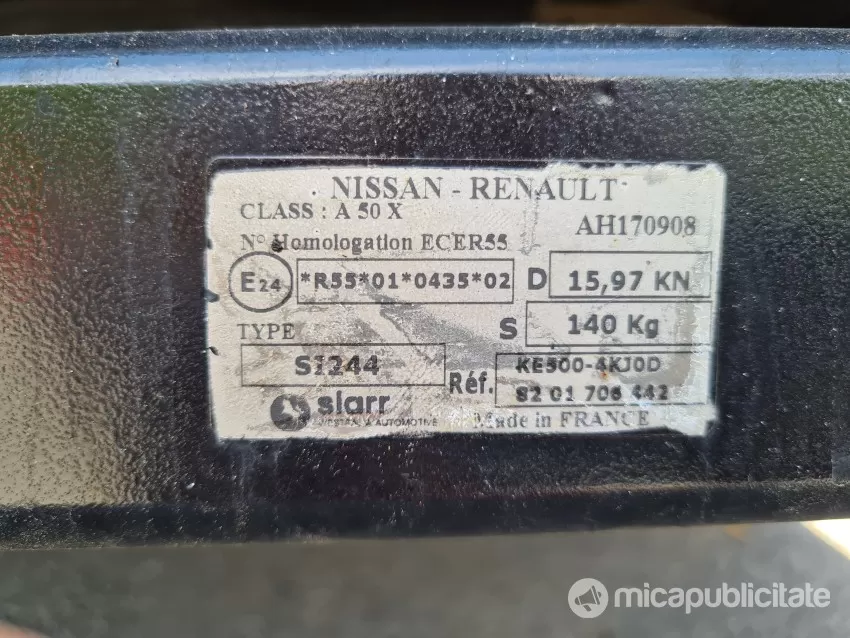 NISSAN - RENAULT
CLASS : A 50 X
AH170908
N° Homologation ECER55
E24
*R55*01*0435*02
D
15,97 KN
S
140 Kg
TYPE
SI244
Réf.
KE500-4KJ0D
82 01 706 442
siarr
AUTOMOTIVE
Made in FRANCE
micapublicitate